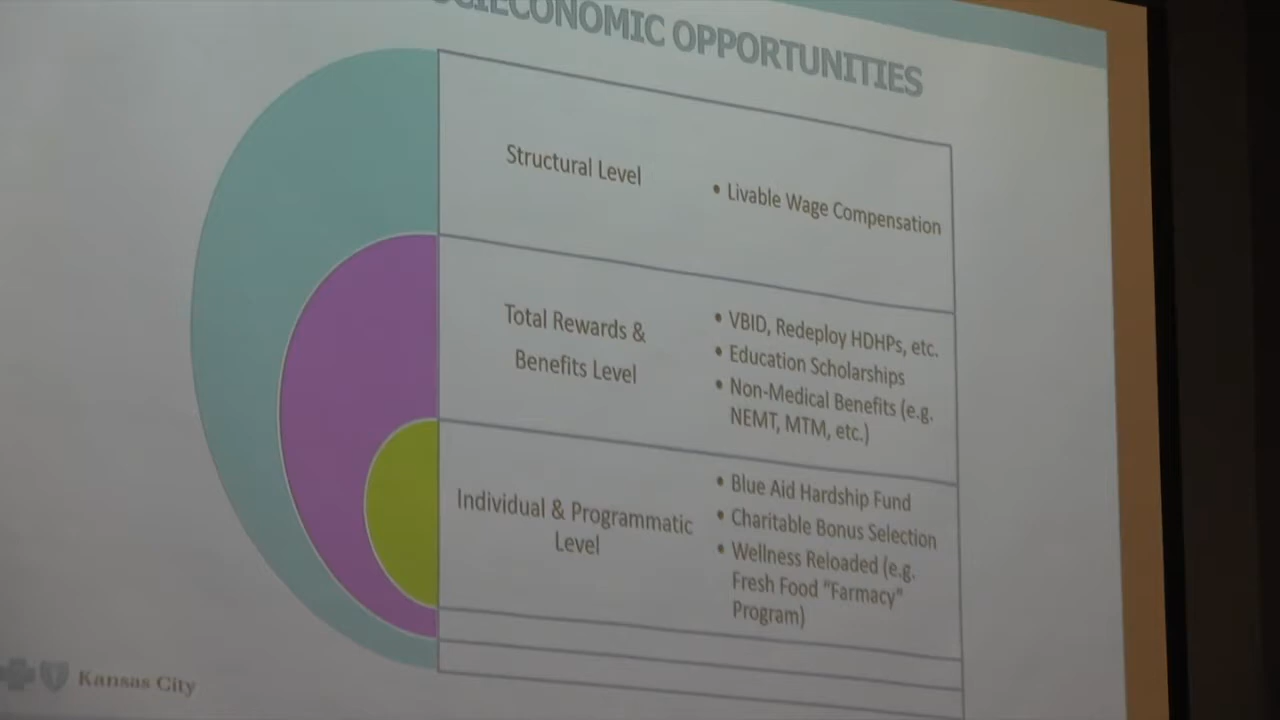 OPPORTUNITIES
Structural Level
• Livable Wage Compensation
Total Rewards &
Benefits Level
• VBID, Redeploy HDHPs, etc.
• Education Scholarships
• Non-Medical Benefits (e.g.
NEMT, MTM, etc.)
Individual & Programmatic
Level
• Blue Aid Hardship Fund
• Charitable Bonus Selection
• Wellness Reloaded (e.g.
Fresh Food "Farmacy"
Program)
Kansas City